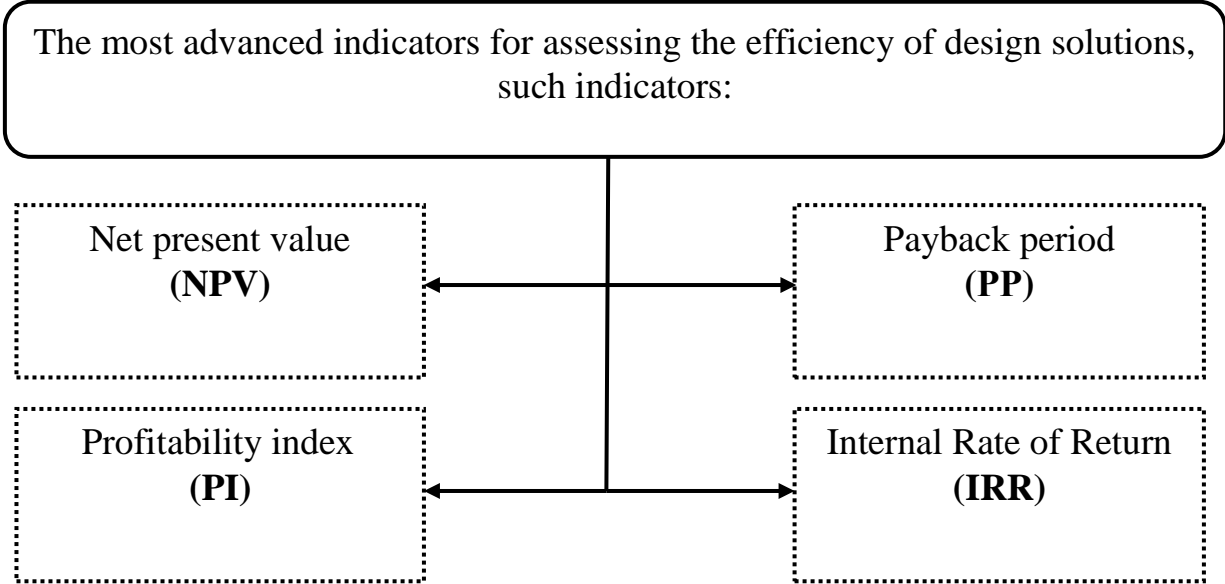 The most advanced indicators for assessing the efficiency of design solutions,
such indicators:
Net present value
(NPV)
Payback period
(PP)
Profitability index
(PI)
Internal Rate of Return
(IRR)